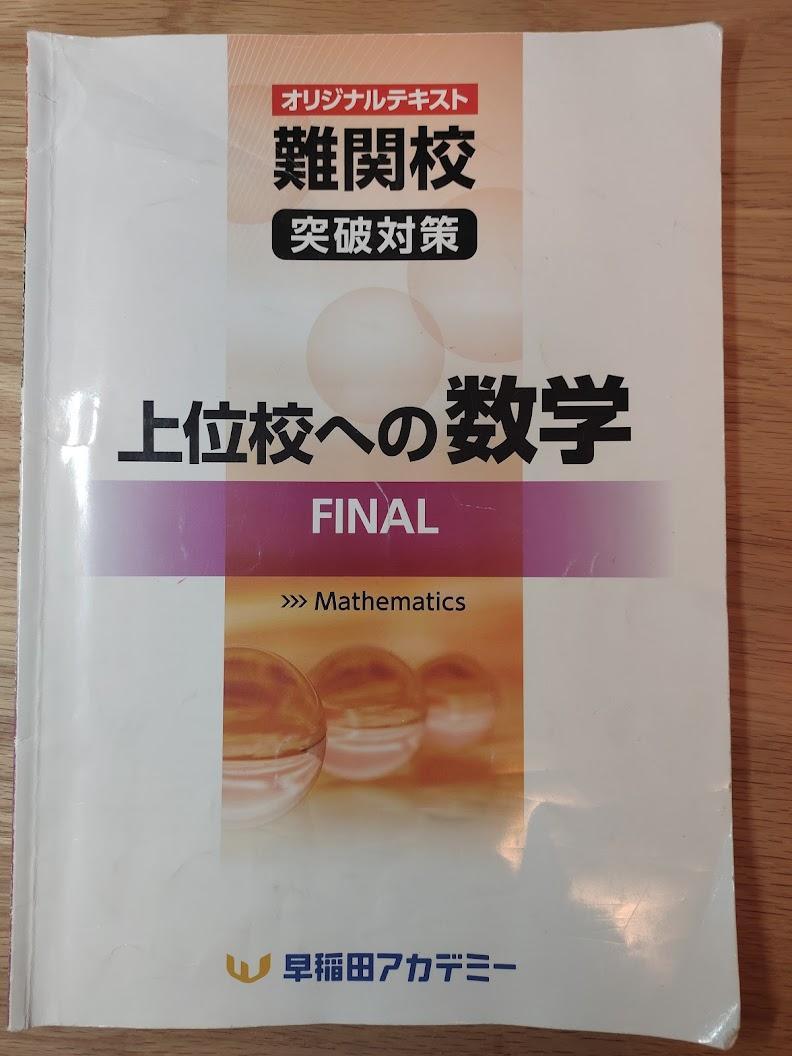 オリジナルテキスト
難関校
突破対策
上位校への数学
FINAL
>>> Mathematics
早稲田アカデミー